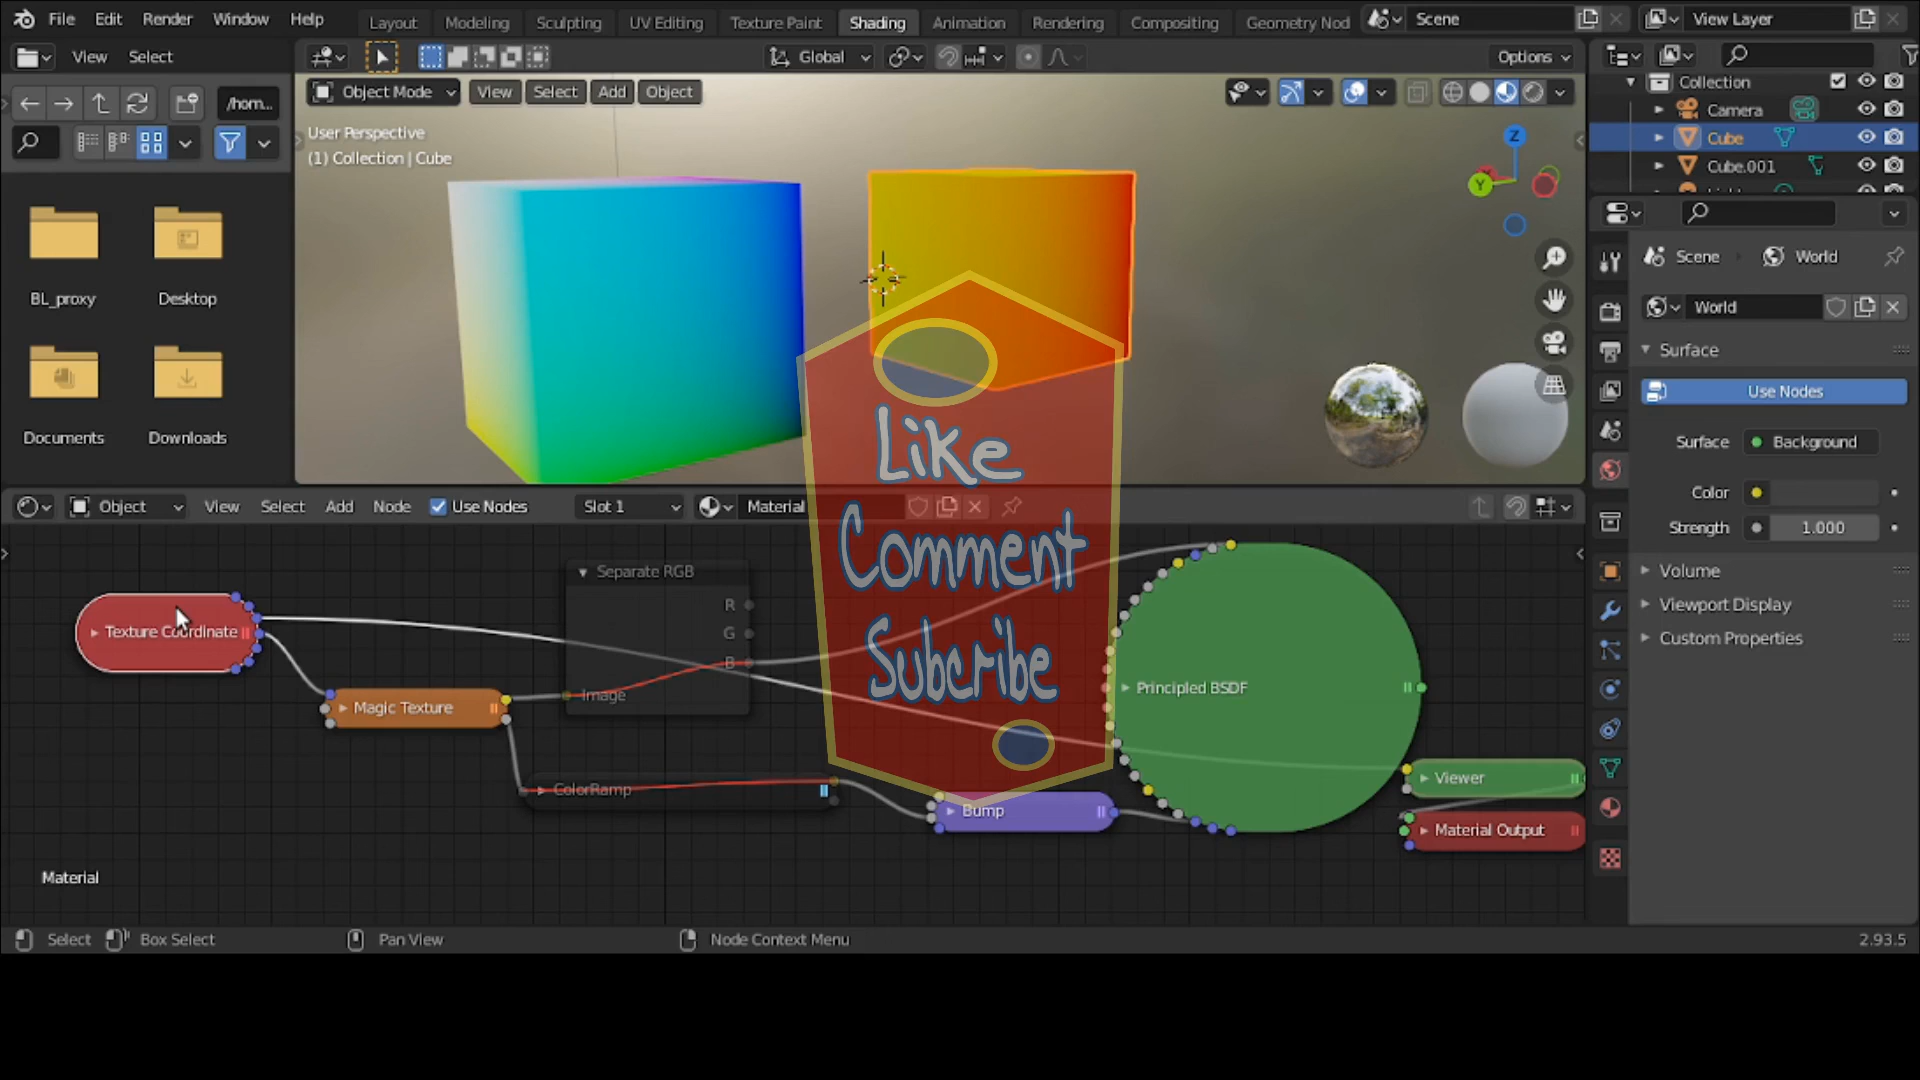 File Edit Render Window Help Layout Modeling Sculpting UV Editing Texture Paint Shading Animation Rendering Compositing Geometry Nod Scene View Layer
View Select Global Options
/hom... Object Mode View Select Add Object
User Perspective
(1) Collection | Cube
Collection
Camera
Cube
Cube.001
Z
Y
BL_proxy Desktop
Documents Downloads
Scene World
World
Surface
Use Nodes
Surface Background
Color
Strength 1.000
Volume
Viewport Display
Custom Properties
Object View Select Add Node Use Nodes Slot 1 Material
Like
Comment
Subcribe
Separate RGB
R
G
B
Image
Texture Coordinate
Magic Texture
ColorRamp
Bump
Principled BSDF
Viewer
Material Output
Material
Select Box Select Pan View Node Context Menu 2.93.5